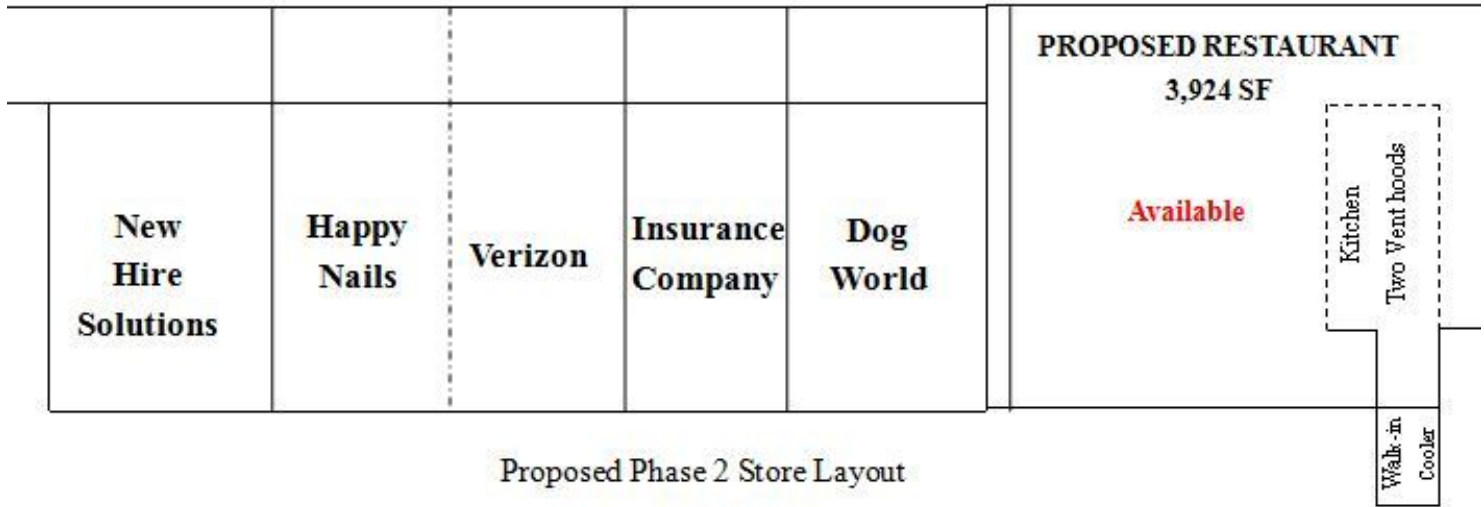 PROPOSED RESTAURANT
3,924 SF
New
Hire
Solutions
Happy
Nails
Verizon
Insurance
Company
Dog
World
Available
Kitchen
Two Vent hoods
Walk-in
Cooler
Proposed Phase 2 Store Layout